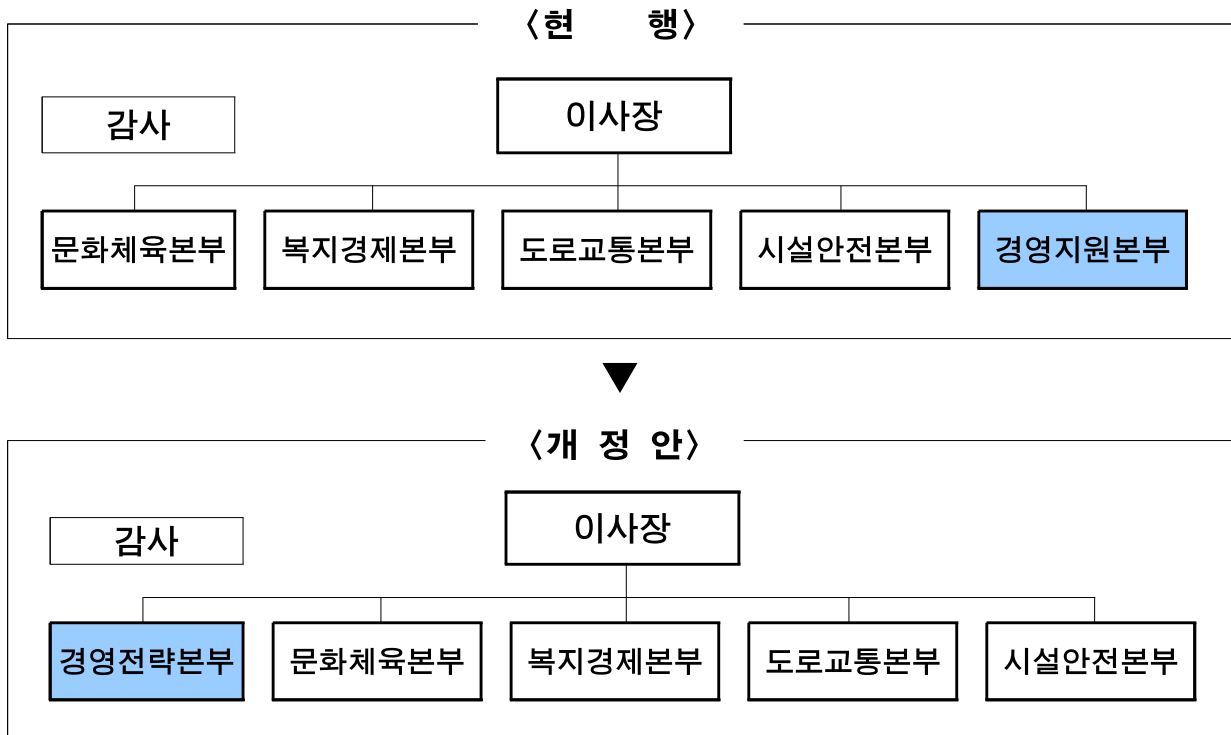 〈현 행〉
감사
이사장
문화체육본부 복지경제본부 도로교통본부 시설안전본부 경영지원본부
〈개 정 안〉
감사
이사장
경영전략본부 문화체육본부 복지경제본부 도로교통본부 시설안전본부